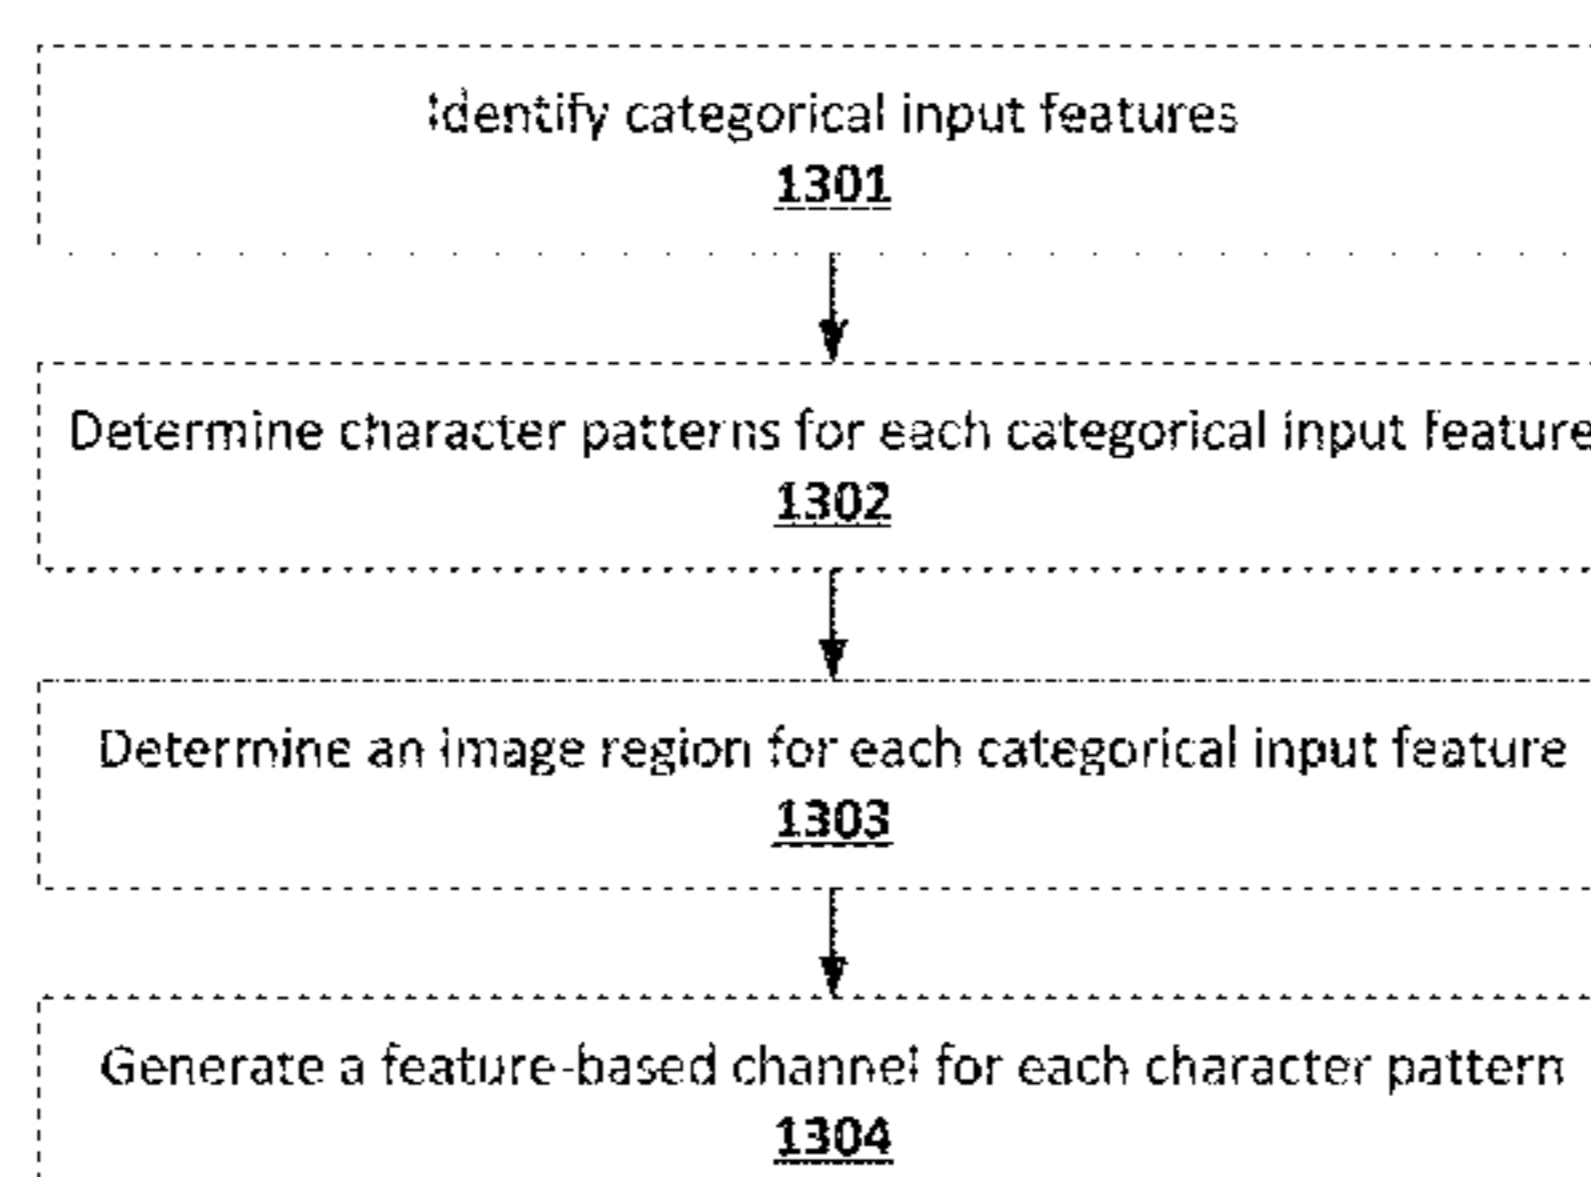 Identify categorical input features
1301
Determine character patterns for each categorical input feature
1302
Determine an image region for each categorical input feature
1303
Generate a feature-based channel for each character pattern
1304